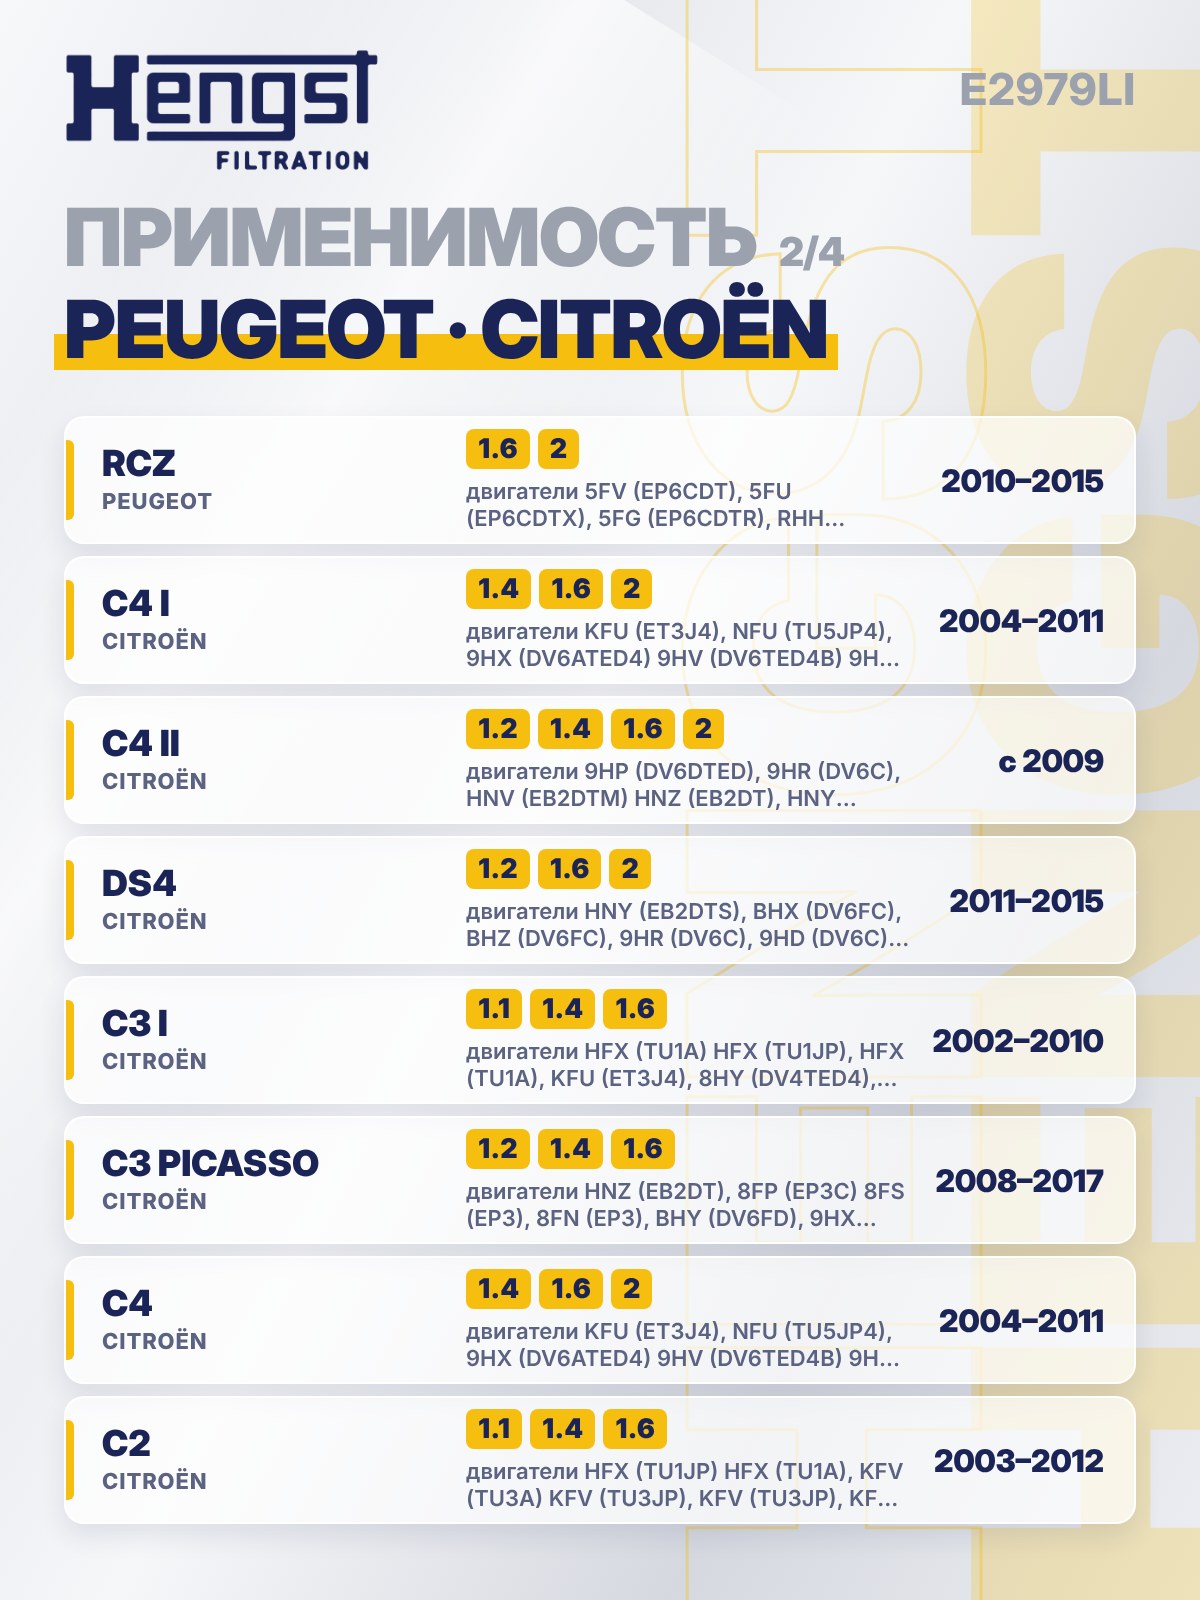 Hengst
FILTRATION
E2979LI
ПРИМЕНИМОСТЬ 2/4
PEUGEOT · CITROËN
RCZ
PEUGEOT
1.6 2
двигатели 5FV (EP6CDT), 5FU
(EP6CDTX), 5FG (EP6CDTR), RHH...
2010–2015
C4 I
CITROËN
1.4 1.6 2
двигатели KFU (ET3J4), NFU (TU5JP4),
9HX (DV6ATED4) 9HV (DV6TED4B) 9H...
2004–2011
C4 II
CITROËN
1.2 1.4 1.6 2
двигатели 9HP (DV6DTED), 9HR (DV6C),
HNV (EB2DTM) HNZ (EB2DT), HNY...
с 2009
DS4
CITROËN
1.2 1.6 2
двигатели HNY (EB2DTS), BHX (DV6FC),
BHZ (DV6FC), 9HR (DV6C), 9HD (DV6C)...
2011–2015
C3 I
CITROËN
1.1 1.4 1.6
двигатели HFX (TU1A) HFX (TU1JP), HFX
(TU1A), KFU (ET3J4), 8HY (DV4TED4),...
2002–2010
C3 PICASSO
CITROËN
1.2 1.4 1.6
двигатели HNZ (EB2DT), 8FP (EP3C) 8FS
(EP3), 8FN (EP3), BHY (DV6FD), 9HX...
2008–2017
C4
CITROËN
1.4 1.6 2
двигатели KFU (ET3J4), NFU (TU5JP4),
9HX (DV6ATED4) 9HV (DV6TED4B) 9H...
2004–2011
C2
CITROËN
1.1 1.4 1.6
двигатели HFX (TU1JP) HFX (TU1A), KFV
(TU3A) KFV (TU3JP), KFV (TU3JP), KF...
2003–2012
HENGST
HENGST